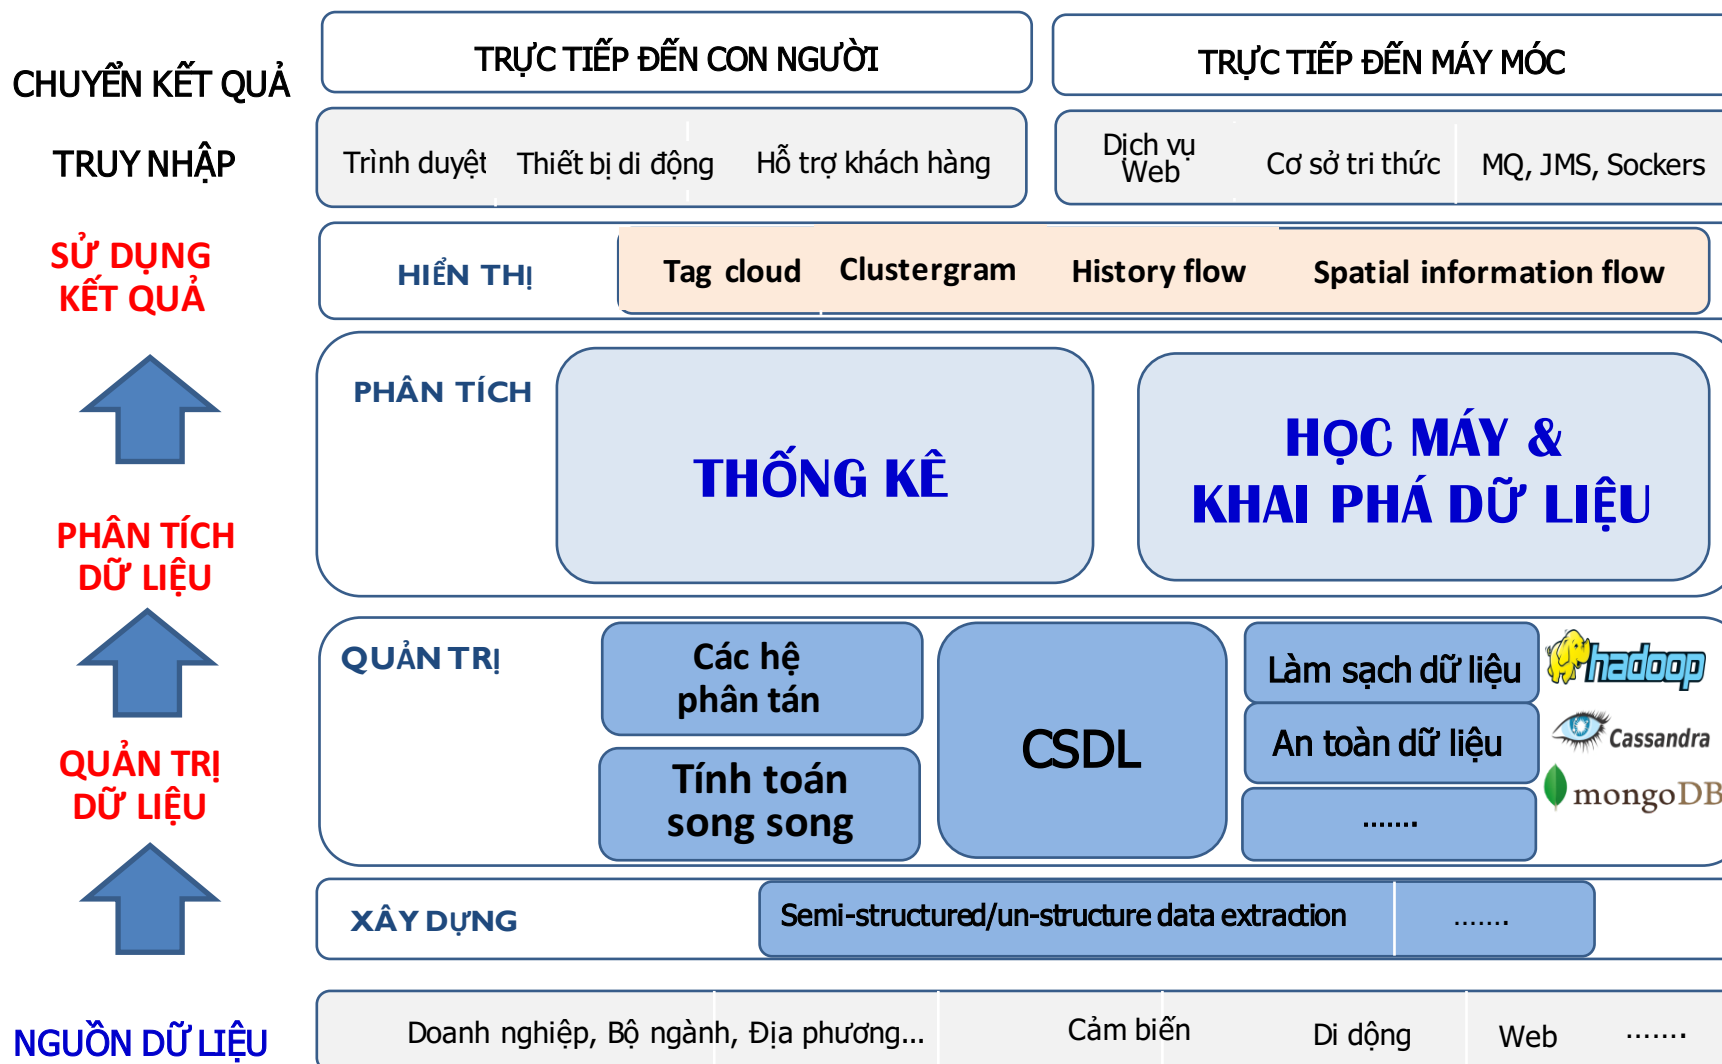 CHUYỂN KẾT QUẢ
TRỰC TIẾP ĐẾN CON NGƯỜI
TRỰC TIẾP ĐẾN MÁY MÓC
TRUY NHẬP
Trình duyệt
Thiết bị di động
Hỗ trợ khách hàng
Dịch vụ
Web
Cơ sở tri thức
MQ, JMS, Sockers
SỬ DỤNG
KẾT QUẢ
HIỂN THỊ
Tag cloud
Clustergram
History flow
Spatial information flow
PHÂN TÍCH
THỐNG KÊ
HỌC MÁY &
KHAI PHÁ DỮ LIỆU
PHÂN TÍCH
DỮ LIỆU
QUẢN TRỊ
Các hệ
phân tán
Tính toán
song song
CSDL
Làm sạch dữ liệu
An toàn dữ liệu
.......
hadoop
Cassandra
mongoDB
QUẢN TRỊ
DỮ LIỆU
XÂY DỰNG
Semi-structured/un-structure data extraction
.......
NGUỒN DỮ LIỆU
Doanh nghiệp, Bộ ngành, Địa phương...
Cảm biến
Di dộng
Web
.......